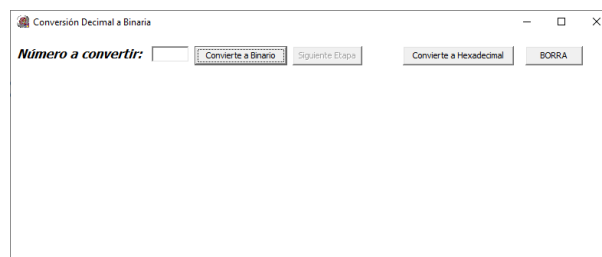 Conversión Decimal a Binaria
Número a convertir: Convierte a Binario Siguiente Etapa Convierte a Hexadecimal BORRA